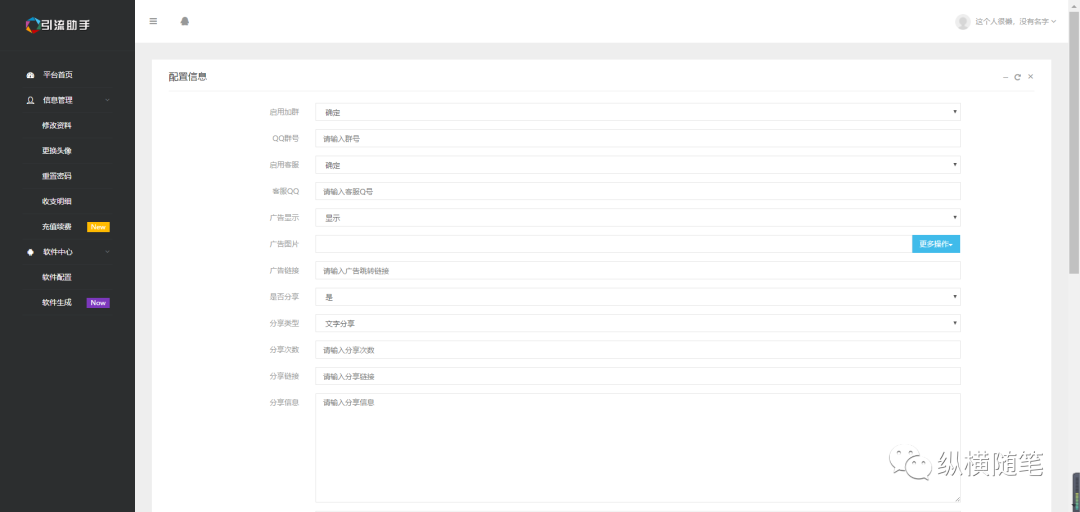 引流助手
这个人很懒，没有名字
平台首页
信息管理
修改资料
更换头像
重置密码
收支明细
充值续费 New
软件中心
软件配置
软件生成 Now
配置信息
启用加群 确定
QQ群号 请输入群号
启用客服 确定
客服QQ 请输入客服Q号
广告显示 显示
广告图片 更多操作
广告链接 请输入广告跳转链接
是否分享 是
分享类型 文字分享
分享次数 请输入分享次数
分享链接 请输入分享链接
分享信息 请输入分享信息
纵横随笔